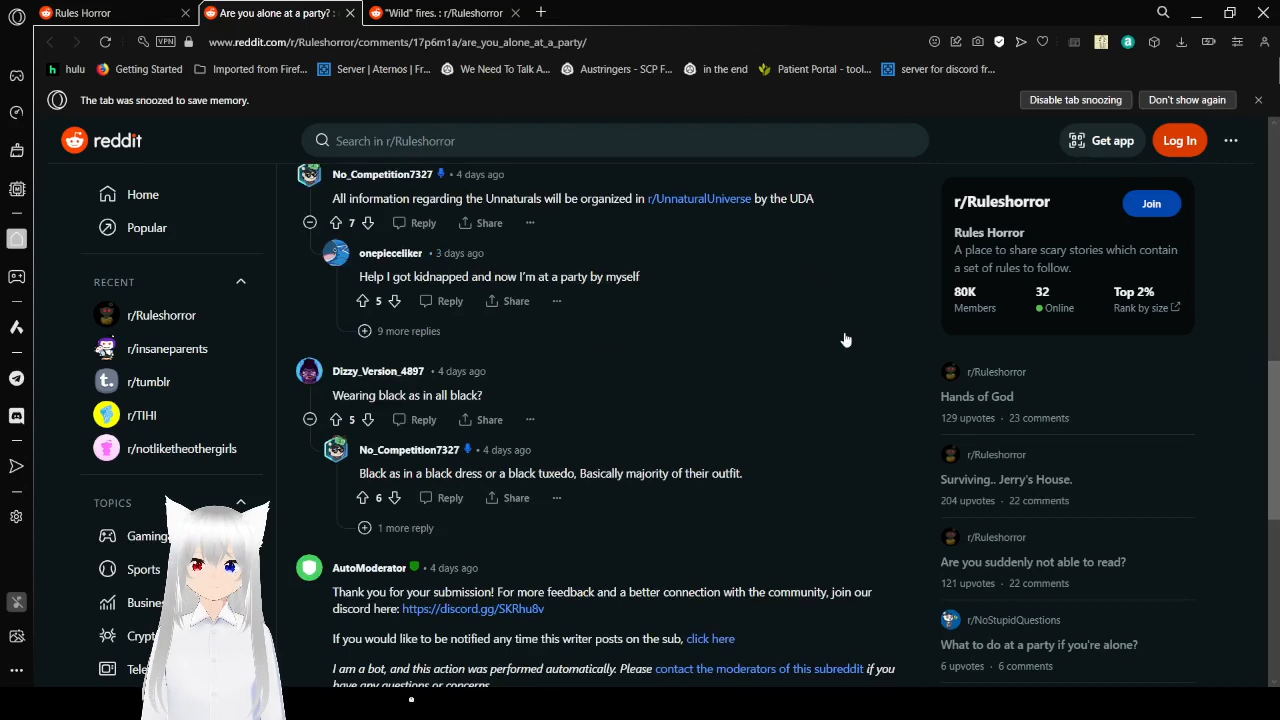 Rules Horror
Are you alone at a party? :
"Wild" fires. : r/Ruleshorror
VPN
www.reddit.com/r/Ruleshorror/comments/17p6m1a/are_you_alone_at_a_party/
hulu
Getting Started
Imported from Firef...
Server | Aternos | Fr...
We Need To Talk A...
Austringers - SCP F...
in the end
Patient Portal - tool...
server for discord fr...
The tab was snoozed to save memory.
Disable tab snoozing
Don't show again
reddit
Search in r/Ruleshorror
Get app
Log In
Home
Popular
RECENT
r/Ruleshorror
r/insaneparents
r/tumblr
r/TIHI
r/notliketheothergirls
TOPICS
Gaming
Sports
Busine
Crypt
Tele
No_Competition7327 • 4 days ago
All information regarding the Unnaturals will be organized in r/UnnaturalUniverse by the UDA
7 Reply Share ...
onepieceliker • 3 days ago
Help I got kidnapped and now I'm at a party by myself
5 Reply Share ...
9 more replies
Dizzy_Version_4897 • 4 days ago
Wearing black as in all black?
5 Reply Share ...
No_Competition7327 • 4 days ago
Black as in a black dress or a black tuxedo, Basically majority of their outfit.
6 Reply Share ...
1 more reply
AutoModerator • 4 days ago
Thank you for your submission! For more feedback and a better connection with the community, join our
discord here: https://discord.gg/SKRhu8v
If you would like to be notified any time this writer posts on the sub, click here
I am a bot, and this action was performed automatically. Please contact the moderators of this subreddit if you
have any questions or concerns.
r/Ruleshorror
Join
Rules Horror
A place to share scary stories which contain
a set of rules to follow.
80K 32 Top 2%
Members Online Rank by size
r/Ruleshorror
Hands of God
129 upvotes · 23 comments
r/Ruleshorror
Surviving.. Jerry's House.
204 upvotes · 22 comments
r/Ruleshorror
Are you suddenly not able to read?
121 upvotes · 22 comments
r/NoStupidQuestions
What to do at a party if you're alone?
6 upvotes · 6 comments